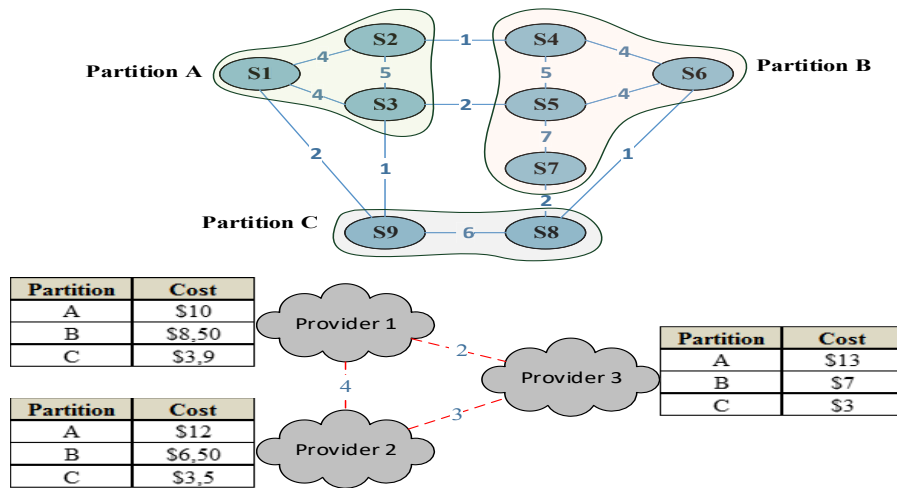 S2 1 S4
4 4
Partition A S1 5 5 S6 Partition B
4 4
S3 2 S5
7
2 1 S7 1
2
Partition C S9 6 S8
Partition Cost
A $10
B $8,50
C $3,9
Provider 1
2
4
3
Provider 3
Partition Cost
A $13
B $7
C $3
Partition Cost
A $12
B $6,50
C $3,5
Provider 2